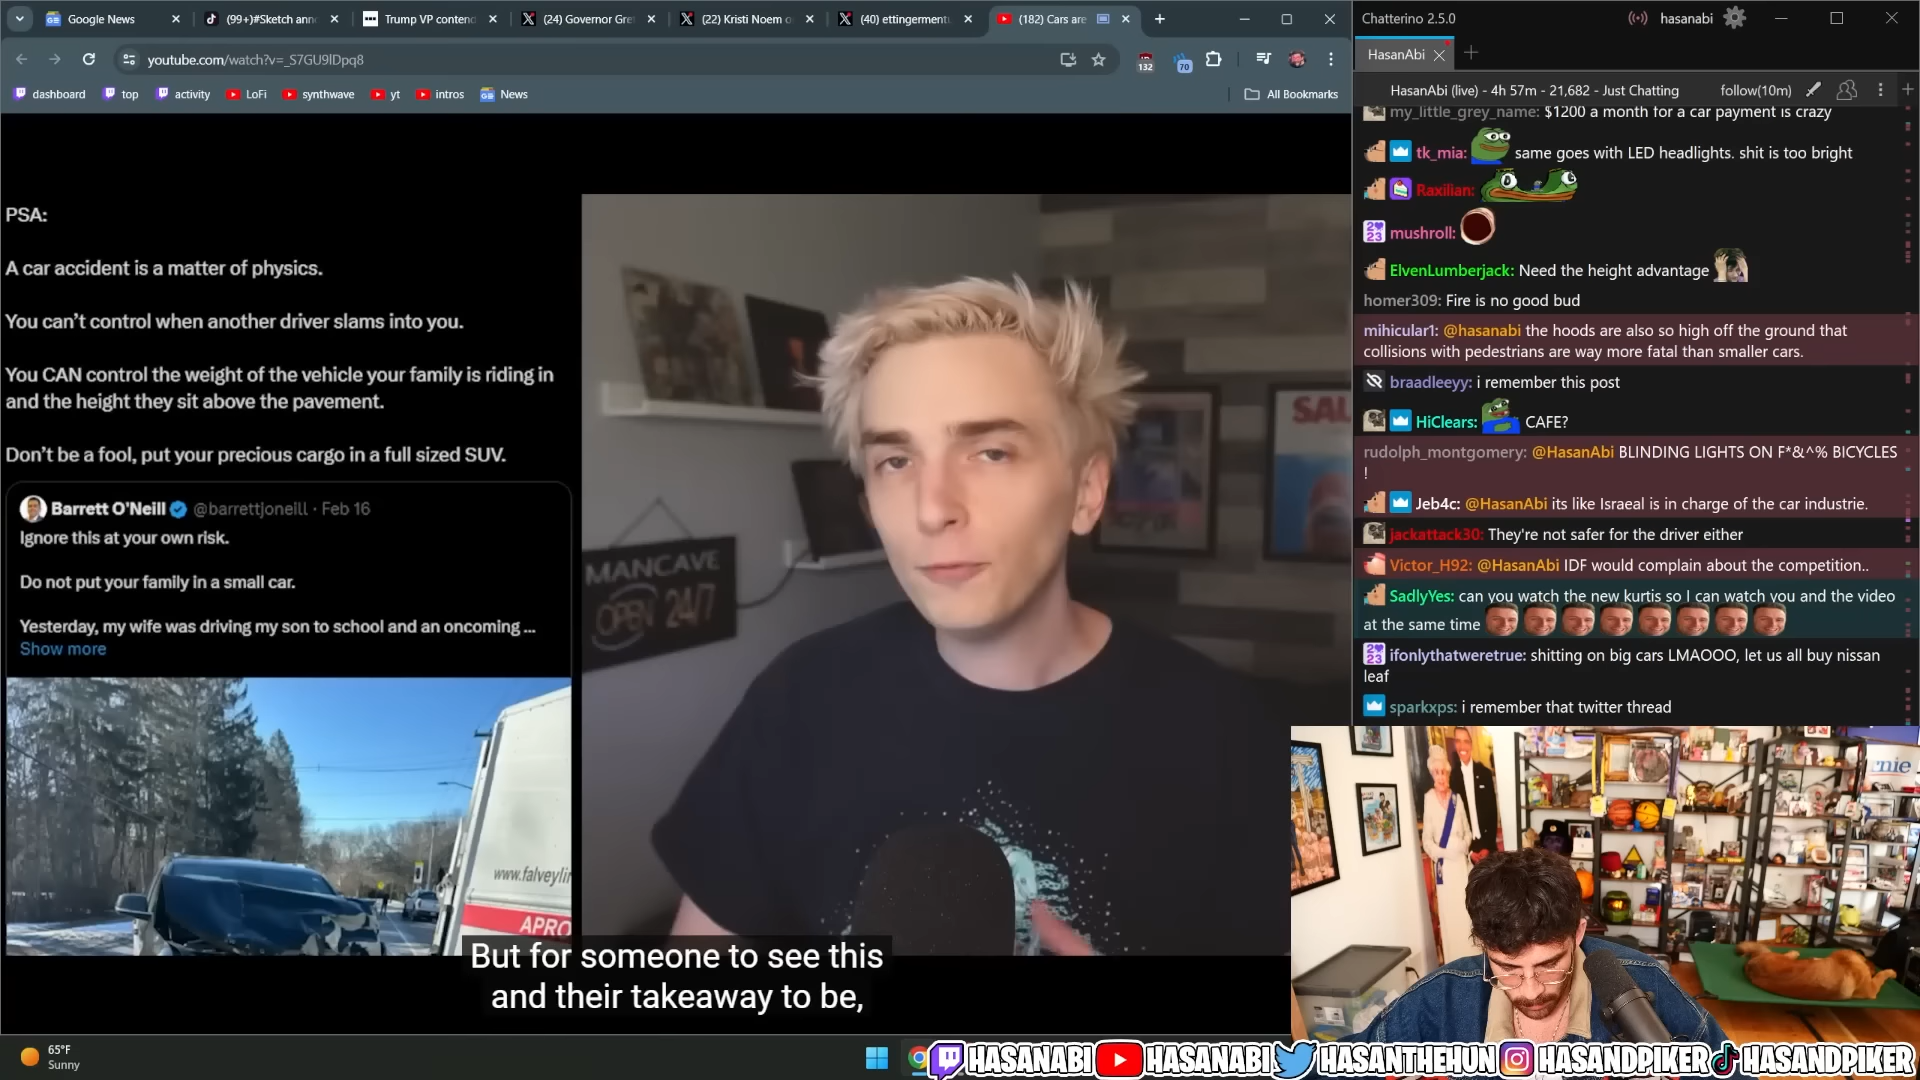 Google News
(99+)#Sketch ann
Trump VP contend
(24) Governor Gre
(22) Kristi Noem o
(40) ettingerment
(182) Cars are
youtube.com/watch?v=_S7GU9lDpq8
132
70
dashboard
top
activity
LoFi
synthwave
yt
intros
News
All Bookmarks
PSA:
A car accident is a matter of physics.
You can't control when another driver slams into you.
You CAN control the weight of the vehicle your family is riding in
and the height they sit above the pavement.
Don't be a fool, put your precious cargo in a full sized SUV.
Barrett O'Neill @barrettjoneill · Feb 16
Ignore this at your own risk.
Do not put your family in a small car.
Yesterday, my wife was driving my son to school and an oncoming ...
Show more
www.falveylin
APRO
MANCAVE
OPEN 24/7
SAL
But for someone to see this
and their takeaway to be,
Chatterino 2.5.0
hasanabi
HasanAbi
HasanAbi (live) - 4h 57m - 21,682 - Just Chatting
follow(10m)
my_little_grey_name: $1200 a month for a car payment is crazy
tk_mia: same goes with LED headlights. shit is too bright
Raxilian:
mushroll:
ElvenLumberjack: Need the height advantage
homer309: Fire is no good bud
mihicular1: @hasanabi the hoods are also so high off the ground that
collisions with pedestrians are way more fatal than smaller cars.
braadleeyy: i remember this post
HiClears: CAFE?
rudolph_montgomery: @HasanAbi BLINDING LIGHTS ON F*&^% BICYCLES
!
Jeb4c: @HasanAbi its like Israeal is in charge of the car industrie.
jackattack30: They're not safer for the driver either
Victor_H92: @HasanAbi IDF would complain about the competition..
SadlyYes: can you watch the new kurtis so I can watch you and the video
at the same time
ifonlythatweretrue: shitting on big cars LMAOOO, let us all buy nissan
leaf
sparkxps: i remember that twitter thread
rnie
65°F
Sunny
HASANABI
HASANABI
HASANTHEHUN
HASANDPIKER
HASANDPIKER